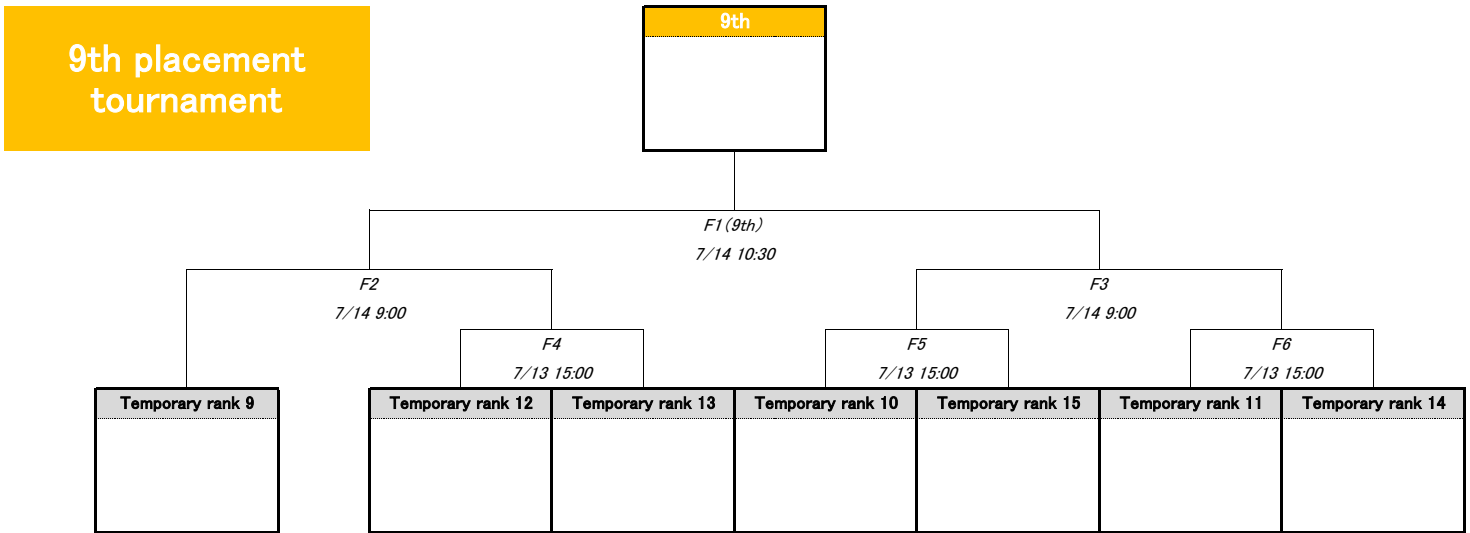 9th placement
tournament
9th
F1(9th)
7/14 10:30
F2
7/14 9:00
F3
7/14 9:00
F4
7/13 15:00
F5
7/13 15:00
F6
7/13 15:00
Temporary rank 9
Temporary rank 12
Temporary rank 13
Temporary rank 10
Temporary rank 15
Temporary rank 11
Temporary rank 14